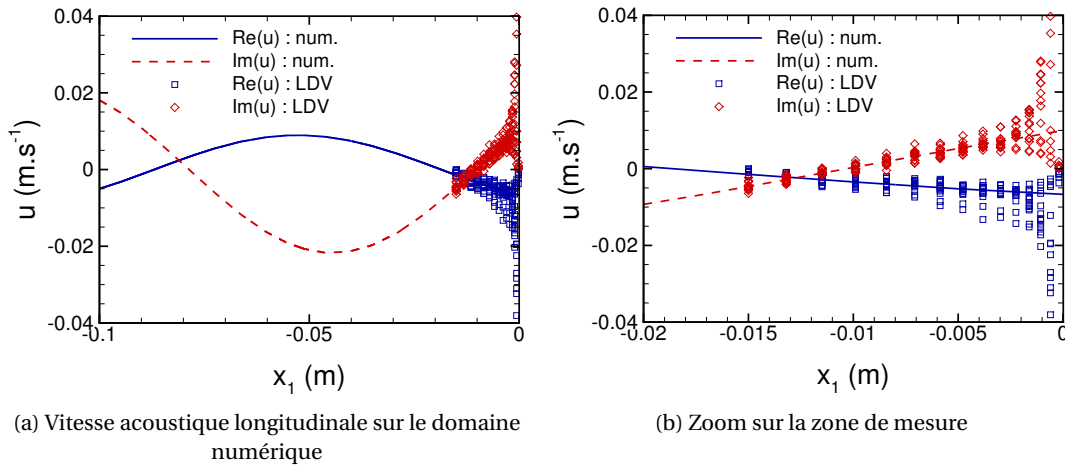 0.04
0.02
0
-0.02
-0.04
u (m.s⁻¹)
Re(u) : num.
Im(u) : num.
Re(u) : LDV
Im(u) : LDV
-0.1 -0.05 0
x₁ (m)
(a) Vitesse acoustique longitudinale sur le domaine
numérique
0.04
0.02
0
-0.02
-0.04
u (m.s⁻¹)
Re(u) : num.
Im(u) : num.
Re(u) : LDV
Im(u) : LDV
-0.02 -0.015 -0.01 -0.005 0
x₁ (m)
(b) Zoom sur la zone de mesure